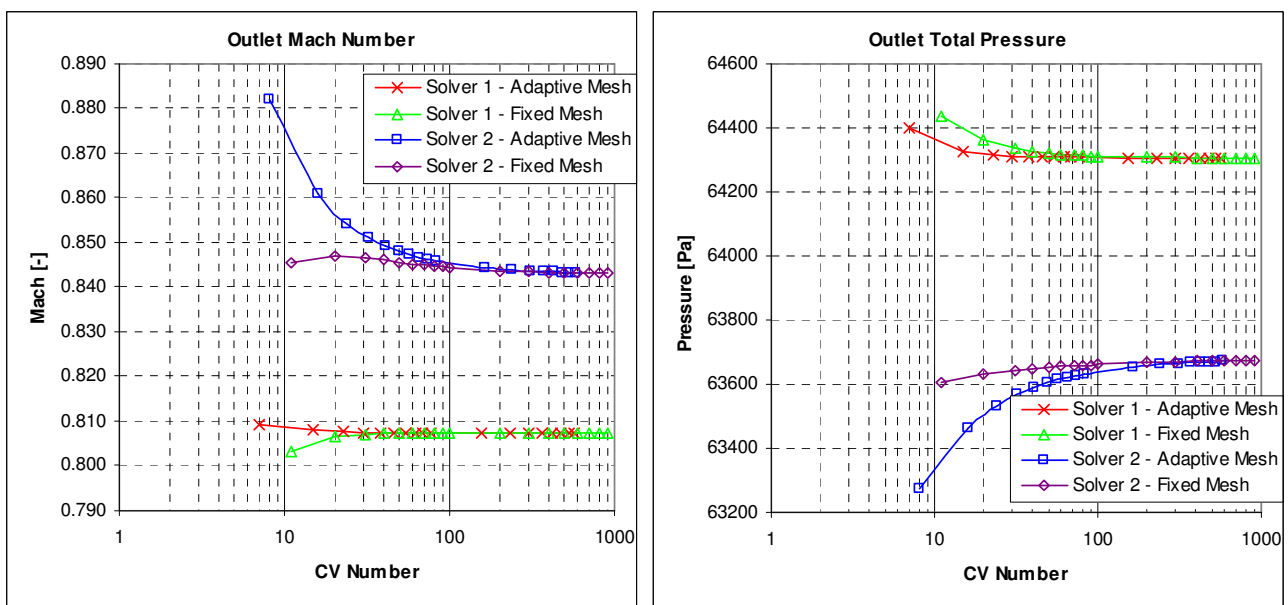 Outlet Mach Number
0.890
0.880
0.870
0.860
0.850
0.840
0.830
0.820
0.810
0.800
0.790
Mach [-]
Solver 1 - Adaptive Mesh
Solver 1 - Fixed Mesh
Solver 2 - Adaptive Mesh
Solver 2 - Fixed Mesh
1 10 100 1000
CV Number
Outlet Total Pressure
64600
64400
64200
64000
63800
63600
63400
63200
Pressure [Pa]
Solver 1 - Adaptive Mesh
Solver 1 - Fixed Mesh
Solver 2 - Adaptive Mesh
Solver 2 - Fixed Mesh
1 10 100 1000
CV Number